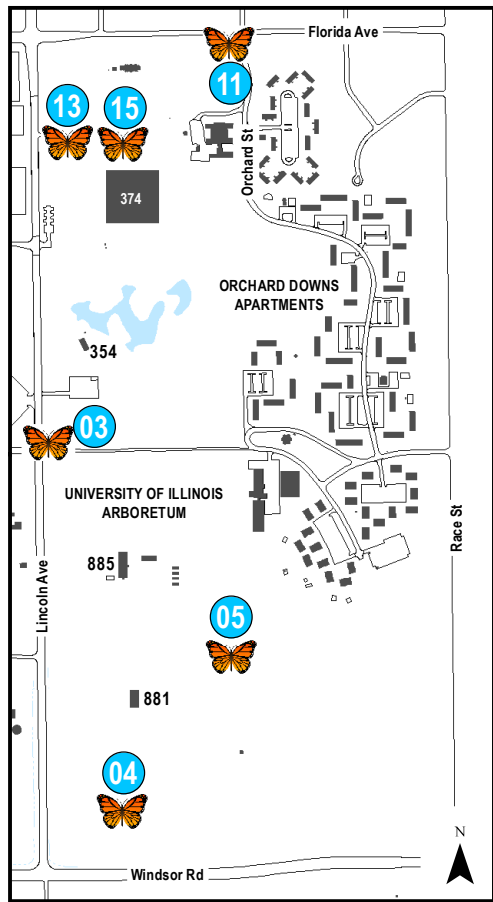 Florida Ave
11
13
15
Orchard St
374
ORCHARD DOWNS
APARTMENTS
354
03
UNIVERSITY OF ILLINOIS
ARBORETUM
Race St
885
Lincoln Ave
05
881
04
N
Windsor Rd